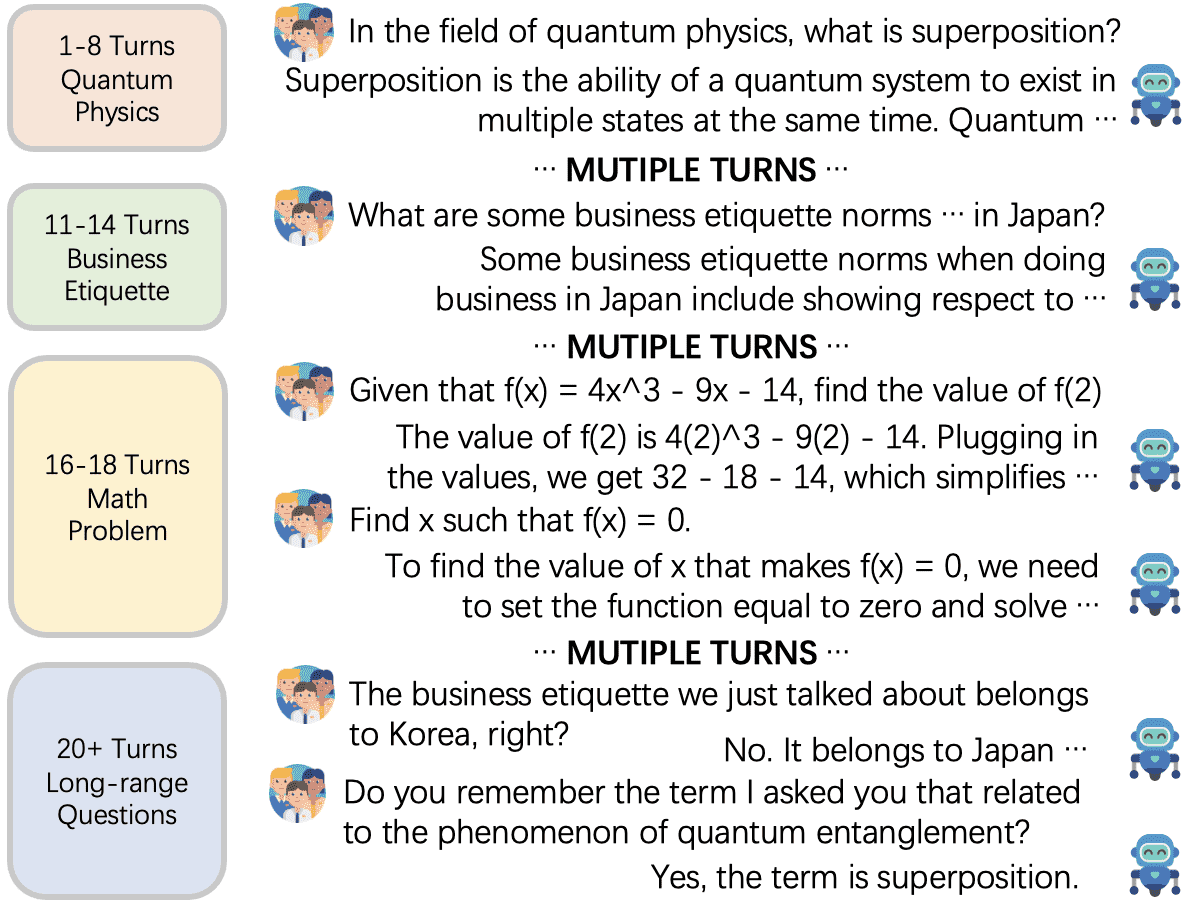 1-8 Turns
Quantum
Physics
In the field of quantum physics, what is superposition?
Superposition is the ability of a quantum system to exist in
multiple states at the same time. Quantum ···
··· MUTIPLE TURNS ···
11-14 Turns
Business
Etiquette
What are some business etiquette norms ··· in Japan?
Some business etiquette norms when doing
business in Japan include showing respect to ···
··· MUTIPLE TURNS ···
16-18 Turns
Math
Problem
Given that f(x) = 4x^3 - 9x - 14, find the value of f(2)
The value of f(2) is 4(2)^3 - 9(2) - 14. Plugging in
the values, we get 32 - 18 - 14, which simplifies ···
Find x such that f(x) = 0.
To find the value of x that makes f(x) = 0, we need
to set the function equal to zero and solve ···
··· MUTIPLE TURNS ···
20+ Turns
Long-range
Questions
The business etiquette we just talked about belongs
to Korea, right?
No. It belongs to Japan ···
Do you remember the term I asked you that related
to the phenomenon of quantum entanglement?
Yes, the term is superposition.